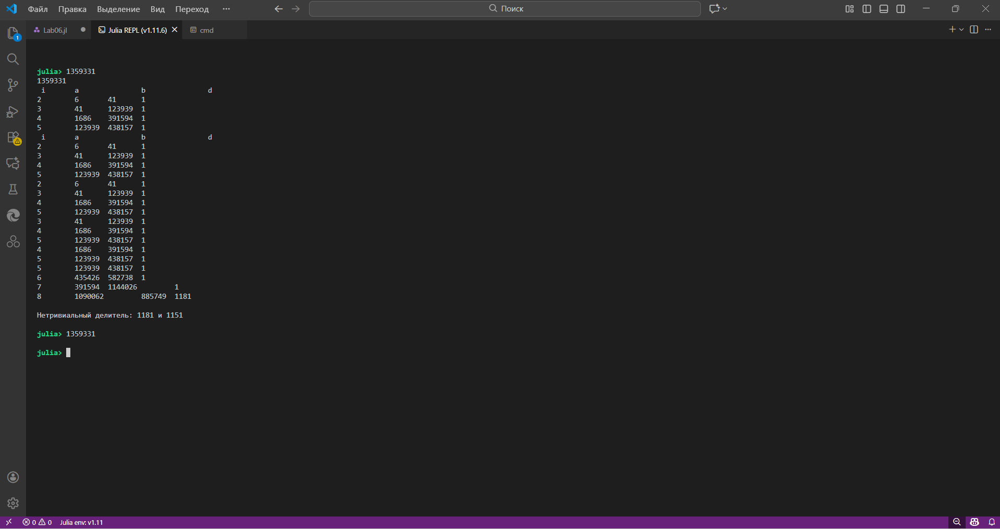 Файл Правка Выделение Вид Переход ··· Поиск
Lab06.jl Julia REPL (v1.11.6) cmd
1
julia> 1359331
1359331
i a b d
2 6 41 1
3 41 123939 1
4 1686 391594 1
5 123939 438157 1
i a b d
2 6 41 1
3 41 123939 1
4 1686 391594 1
5 123939 438157 1
2 6 41 1
3 41 123939 1
4 1686 391594 1
5 123939 438157 1
3 41 123939 1
4 1686 391594 1
5 123939 438157 1
4 1686 391594 1
5 123939 438157 1
5 123939 438157 1
6 435426 582738 1
7 391594 1144026 1
8 1090062 885749 1181
Нетривиальный делитель: 1181 и 1151
julia> 1359331
julia>
0 0 Julia env: v1.11